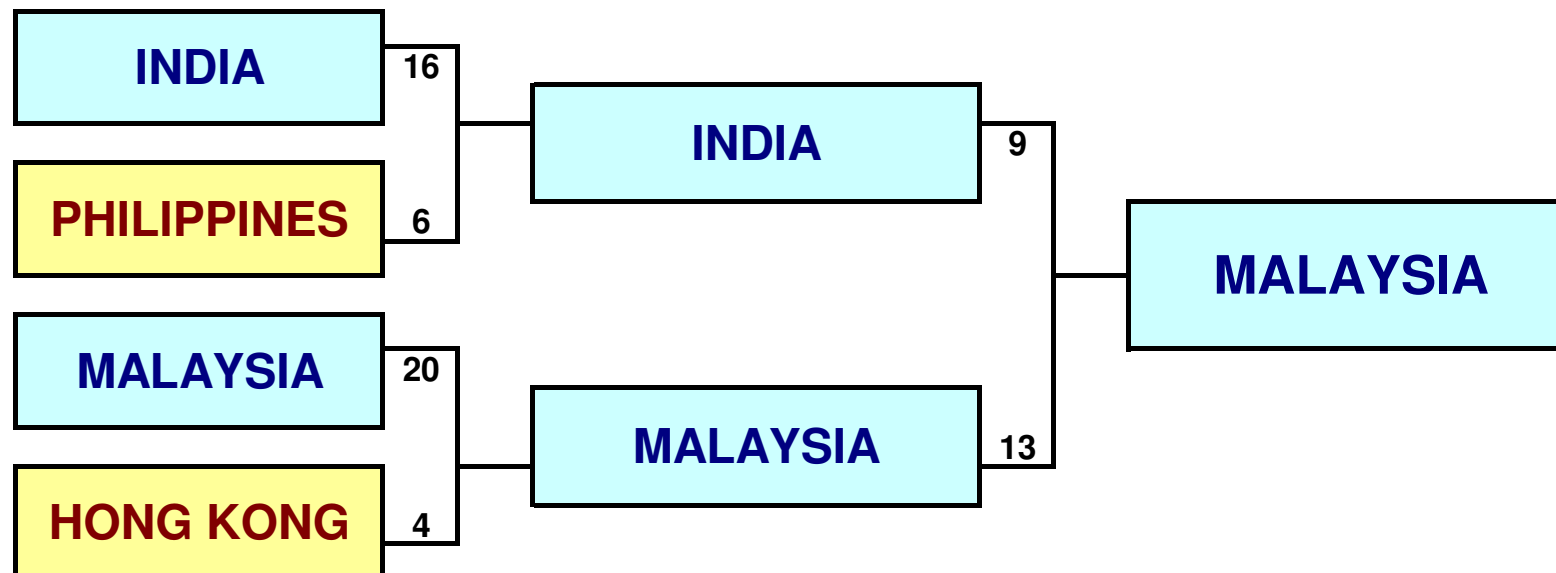 INDIA
16
PHILIPPINES
6
MALAYSIA
20
HONG KONG
4
INDIA
9
MALAYSIA
13
MALAYSIA